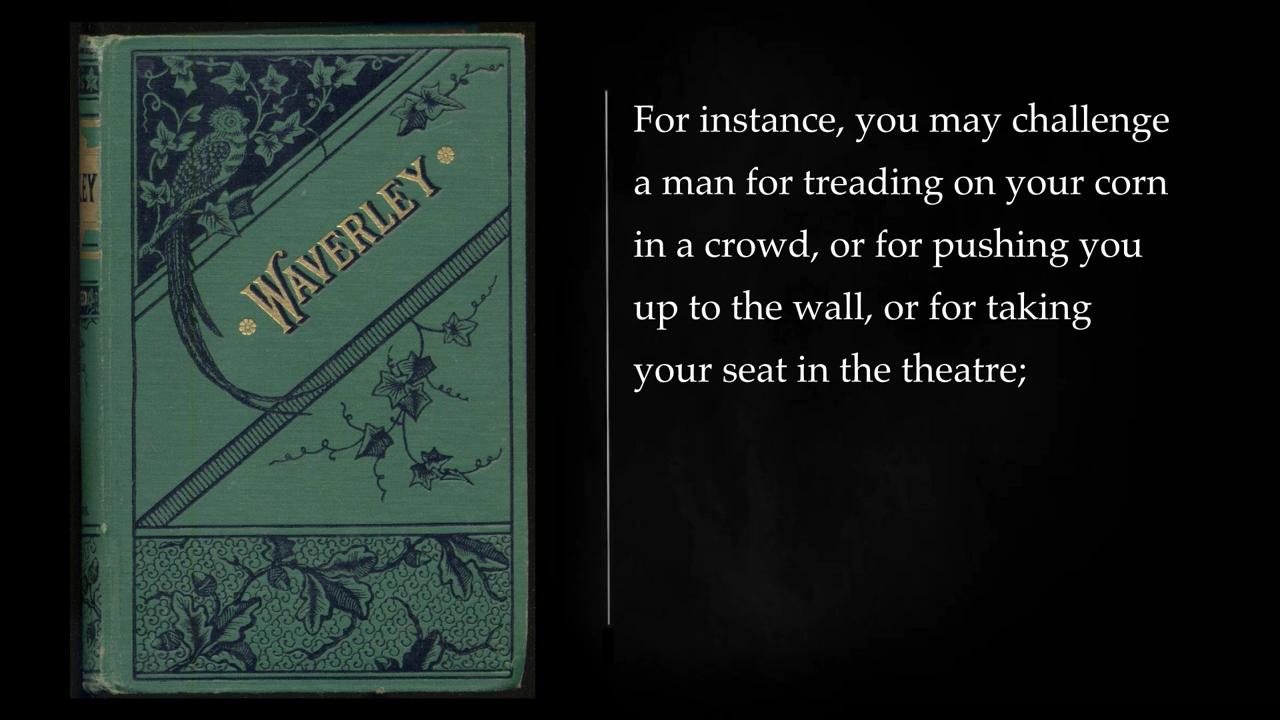 WAVERLEY
For instance, you may challenge
a man for treading on your corn
in a crowd, or for pushing you
up to the wall, or for taking
your seat in the theatre;